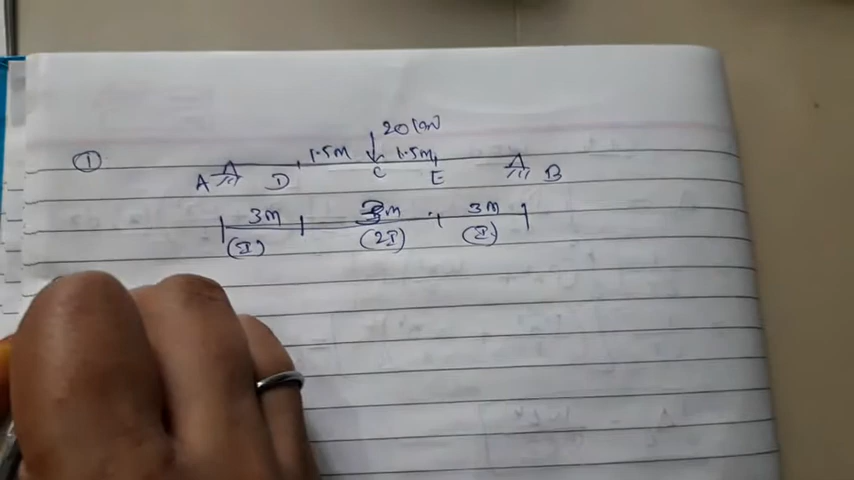 ①
20 kN
1.5m 1.5m
A D C E B
3m 3m 3m
(I) (2I) (I)